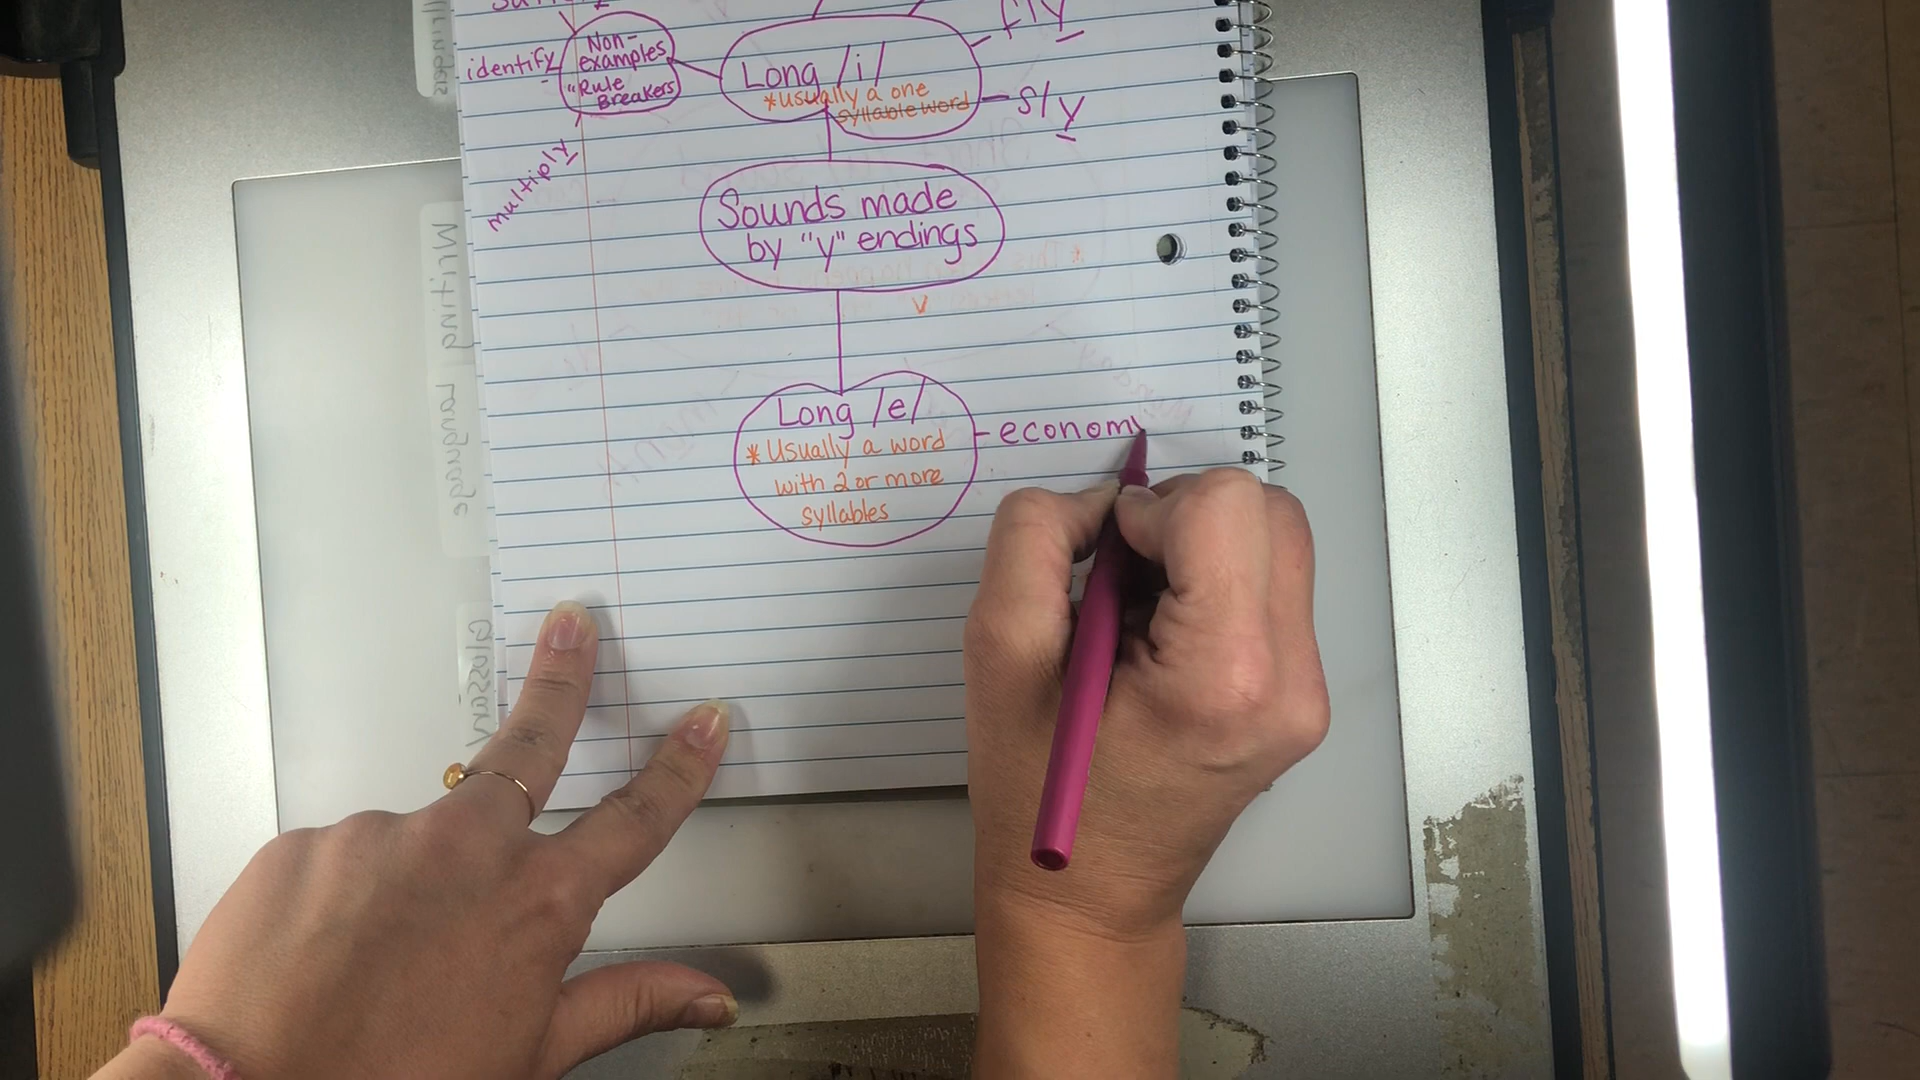 fly
identify
Non-
examples
"Rule
Breakers
Long /i/
*usually a one
syllable word
sly
multiply
Sounds made
by "y" endings
v
Long /e/
*Usually a word
with 2 or more
syllables
economy
Writing Language
Glossary